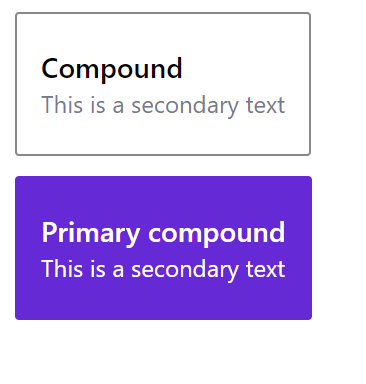 Compound
This is a secondary text
Primary compound
This is a secondary text